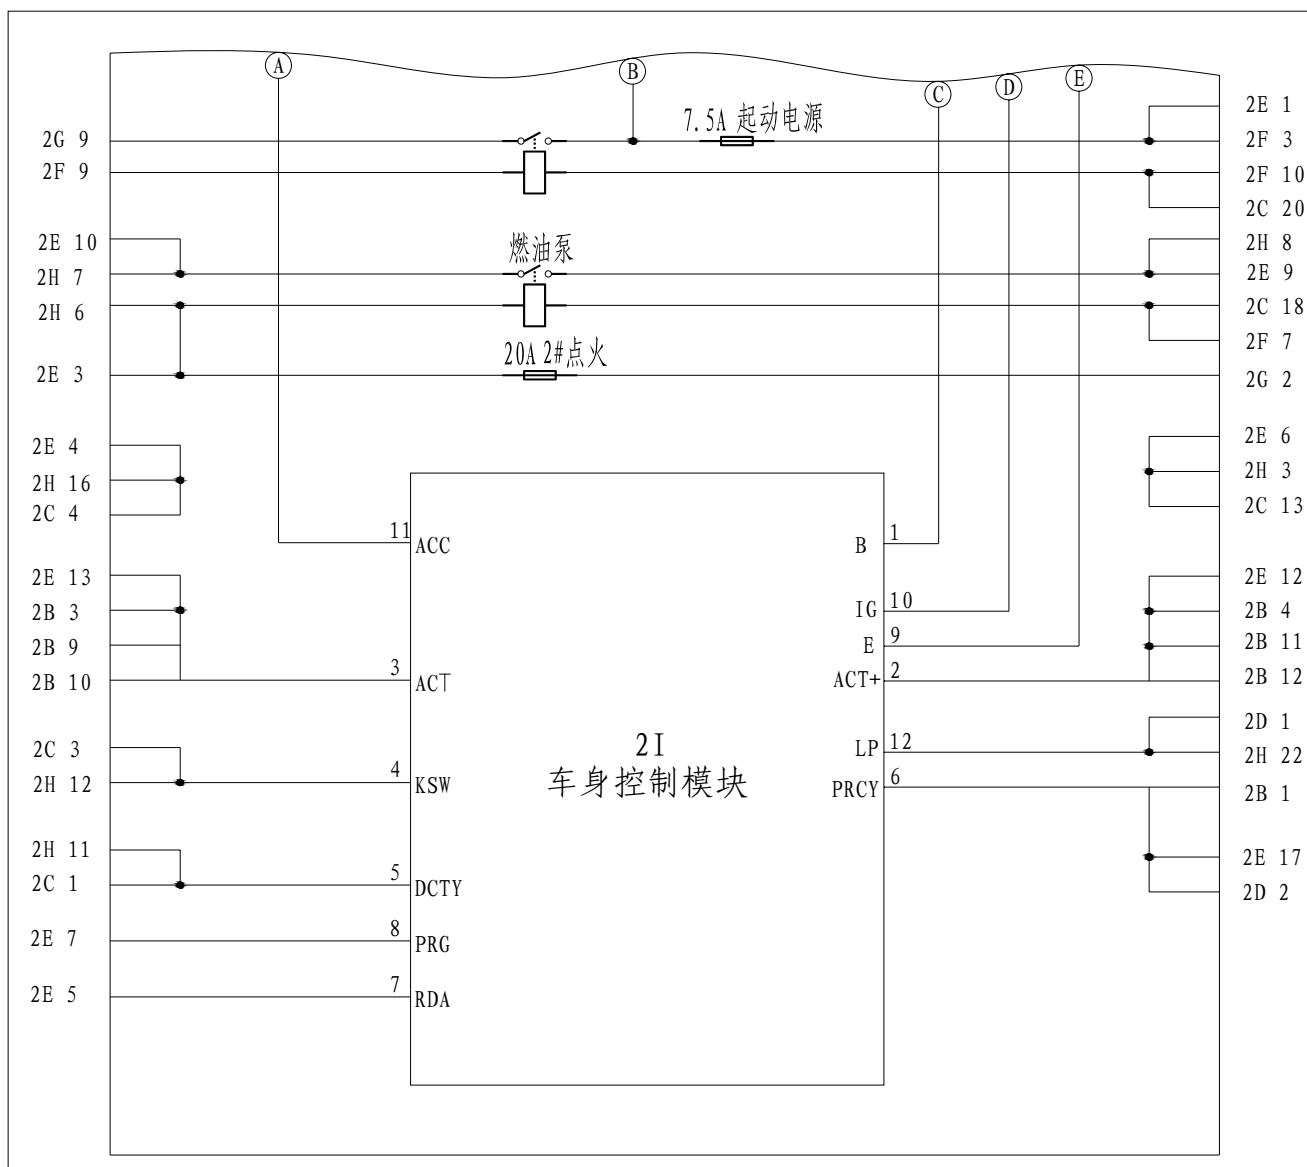 A
B
C
D
E
7.5A 起动电源
2E 1
2G 9
2F 3
2F 9
2F 10
2C 20
2E 10
燃油泵
2H 8
2H 7
2E 9
2H 6
2C 18
2F 7
20A 2#点火
2E 3
2G 2
2E 4
2E 6
2H 16
2H 3
2C 4
2C 13
11
ACC
1
B
2E 13
2E 12
2B 3
10
IG
2B 4
2B 9
9
E
2B 11
2B 10
3
ACT
2
ACT+
2B 12
2D 1
2C 3
12
LP
2H 22
2I
车身控制模块
2H 12
4
KSW
6
PRCY
2B 1
2H 11
2E 17
2C 1
5
DCTY
2D 2
2E 7
8
PRG
2E 5
7
RDA